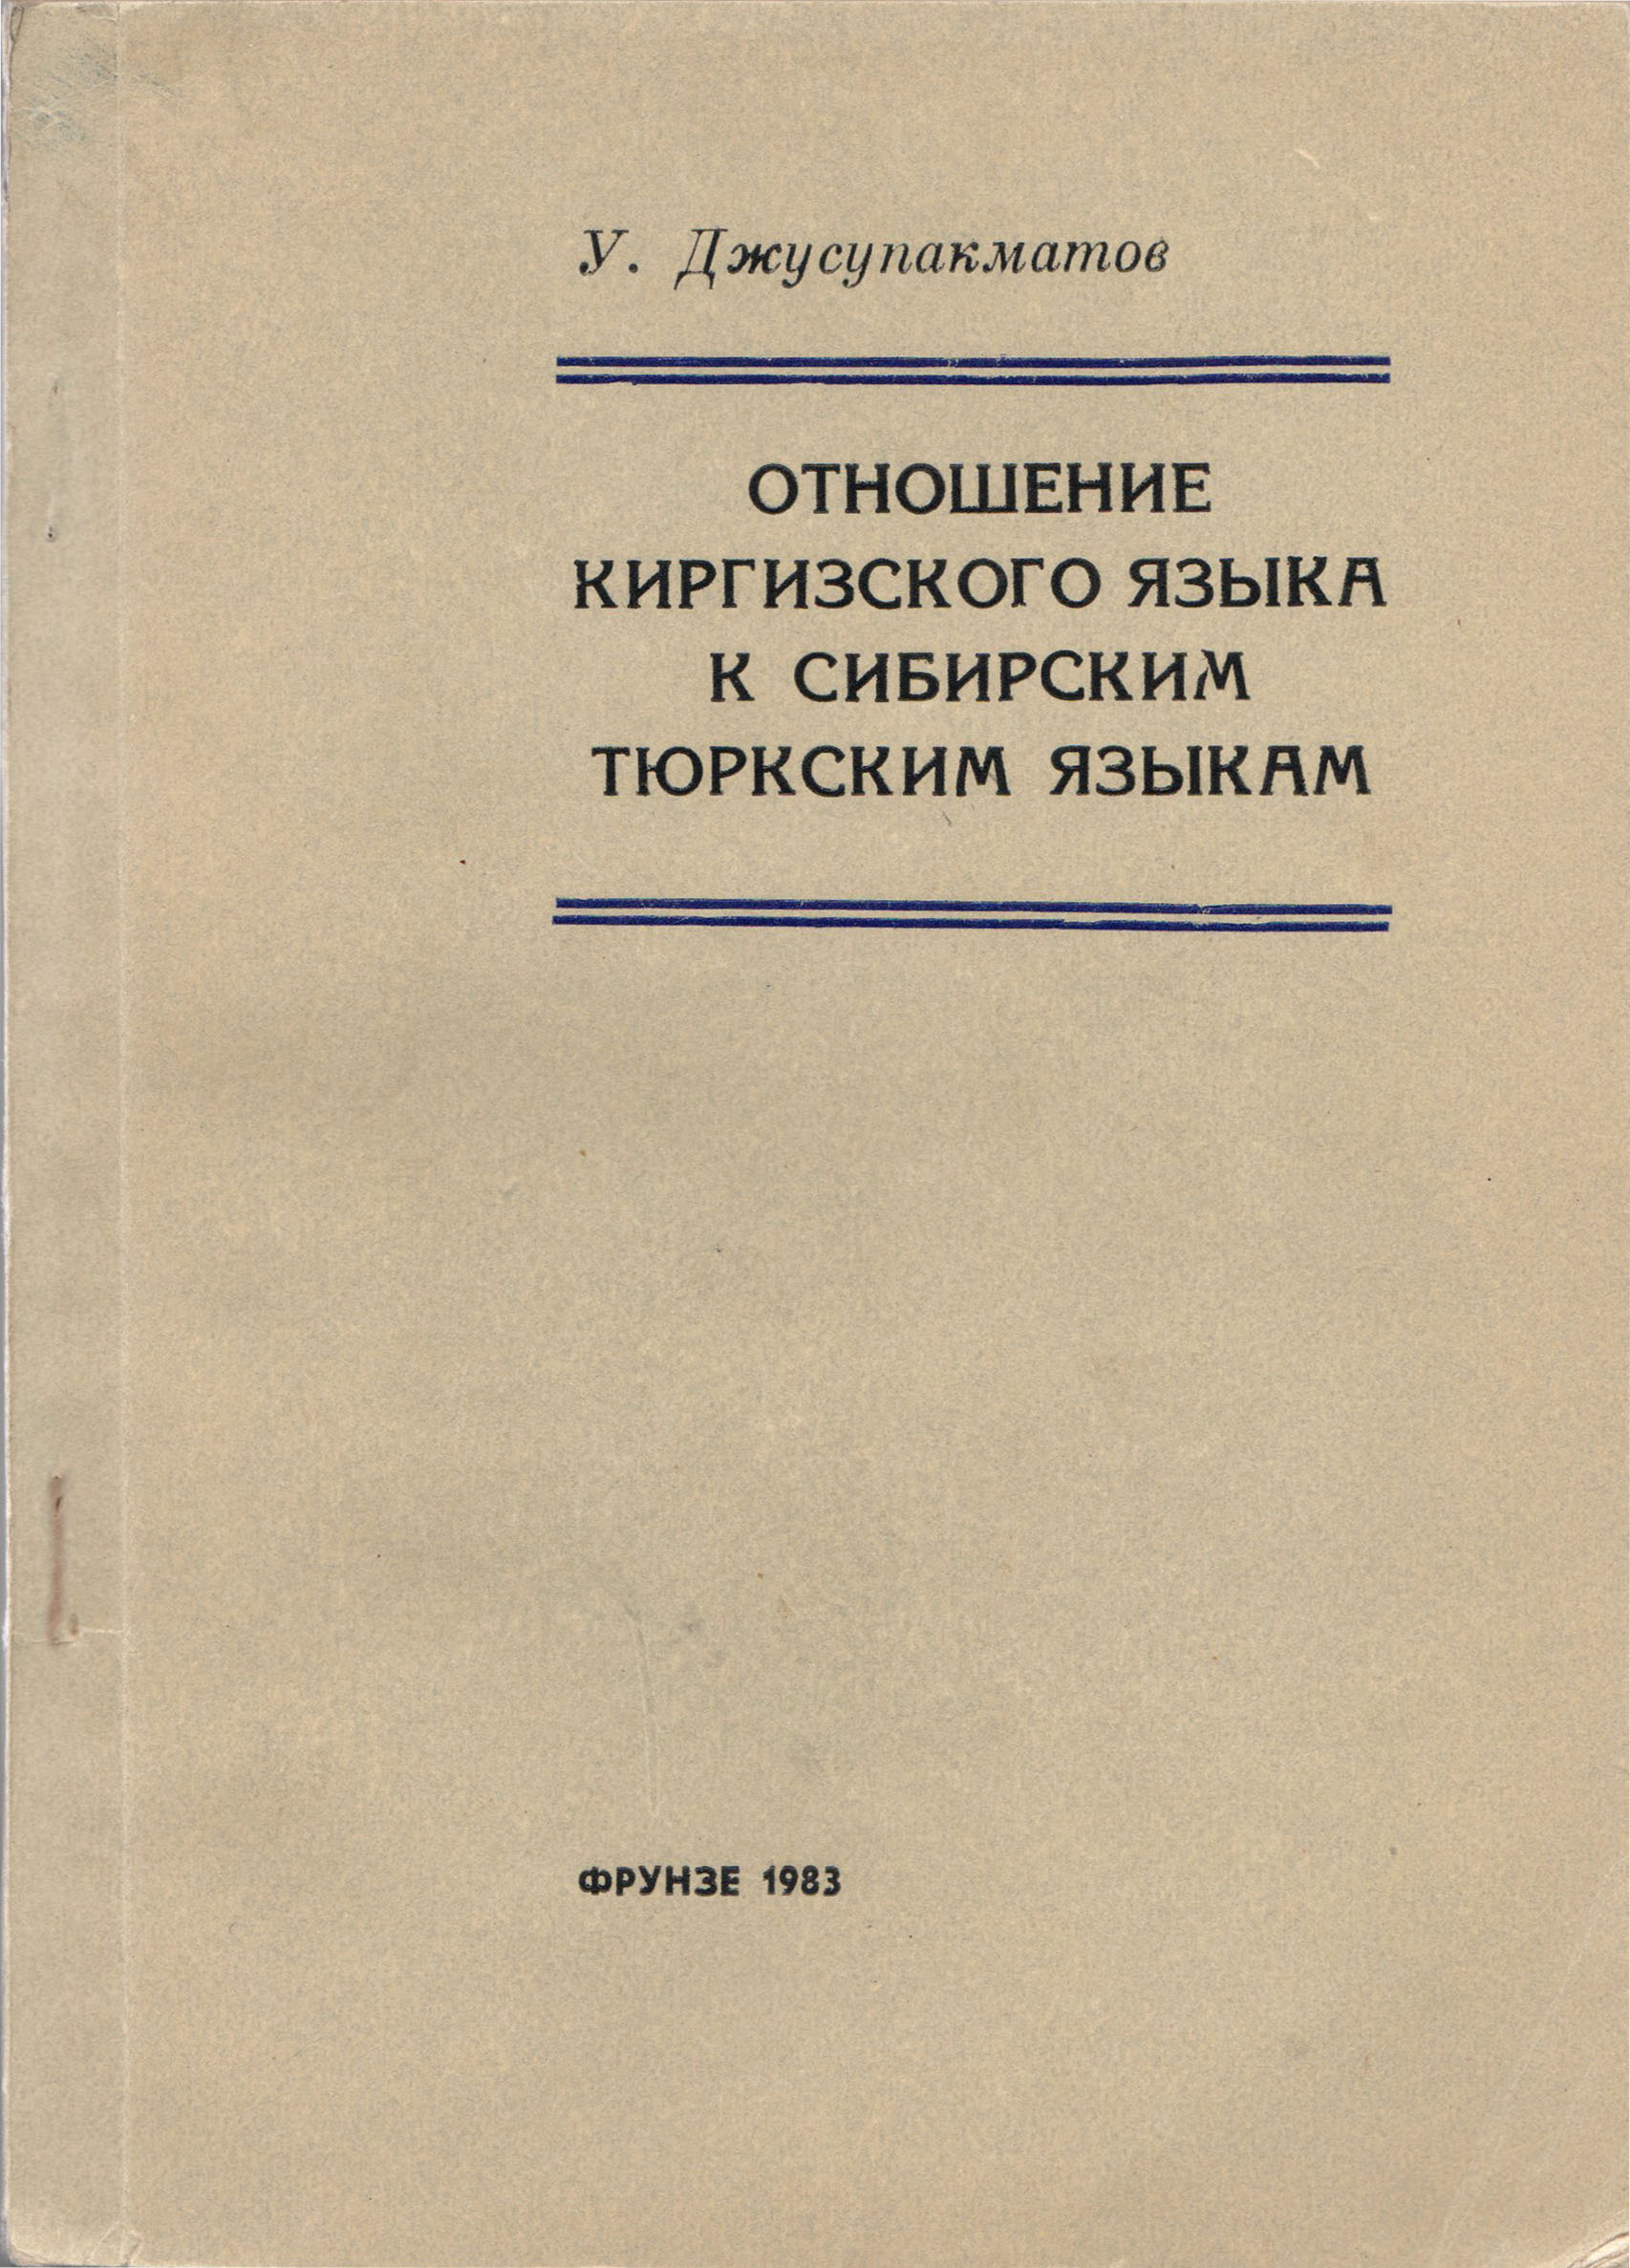 У. Джусупакматов
ОТНОШЕНИЕ
КИРГИЗСКОГО ЯЗЫКА
К СИБИРСКИМ
ТЮРКСКИМ ЯЗЫКАМ
ФРУНЗЕ 1983